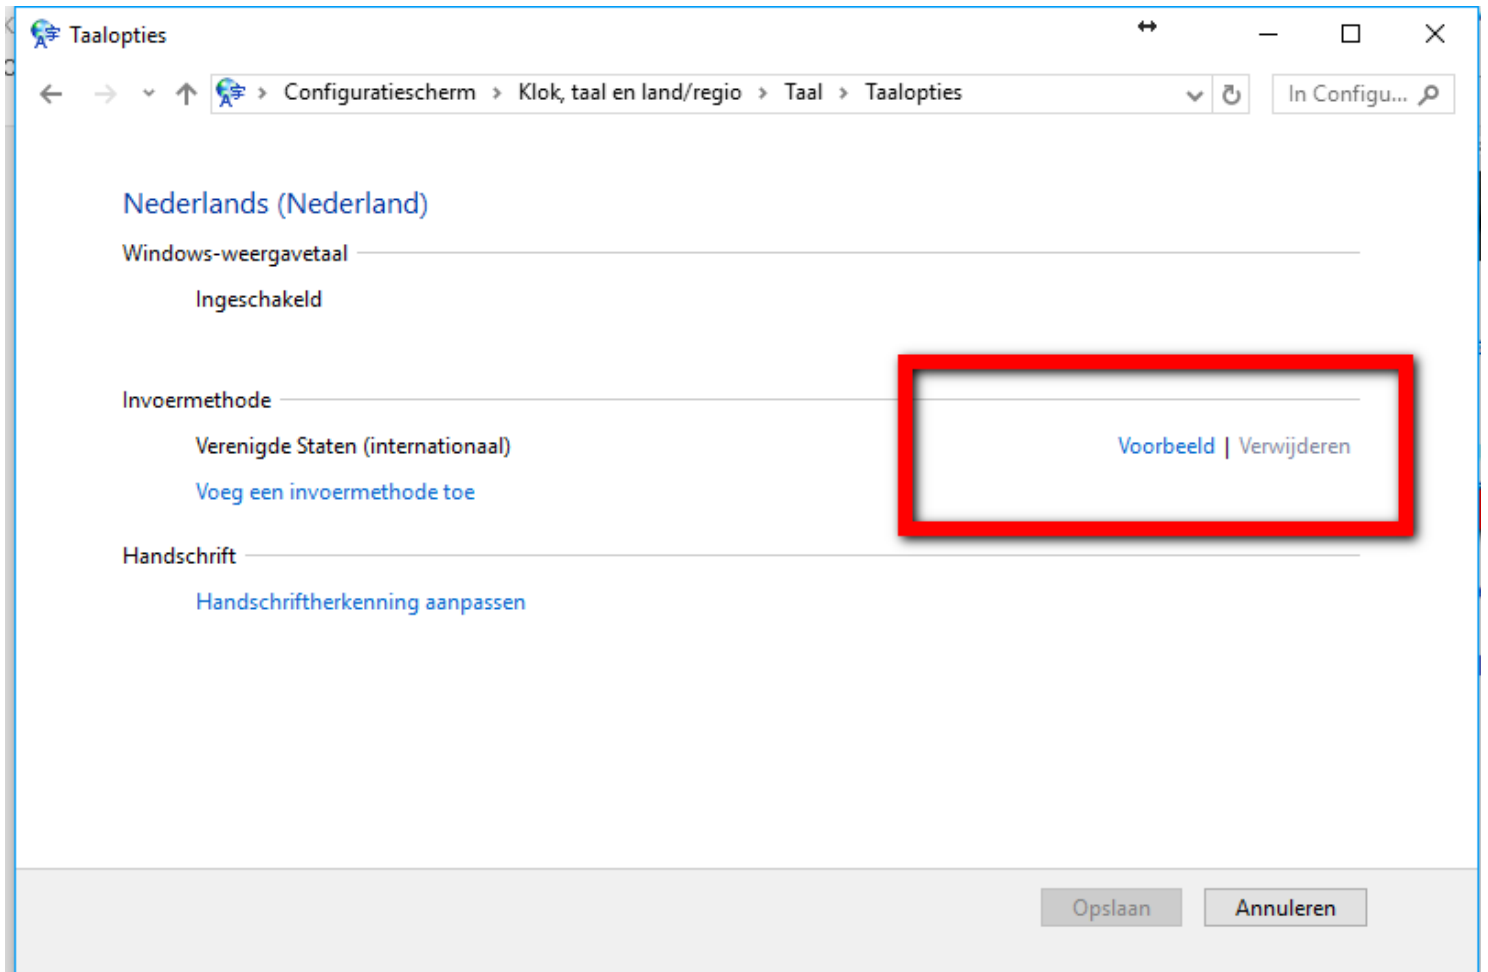 Taalopties
Configuratiescherm > Klok, taal en land/regio > Taal > Taalopties
In Configu...
Nederlands (Nederland)
Windows-weergavetaal
Ingeschakeld
Invoermethode
Verenigde Staten (internationaal) Voorbeeld | Verwijderen
Voeg een invoermethode toe
Handschrift
Handschriftherkenning aanpassen
Opslaan Annuleren